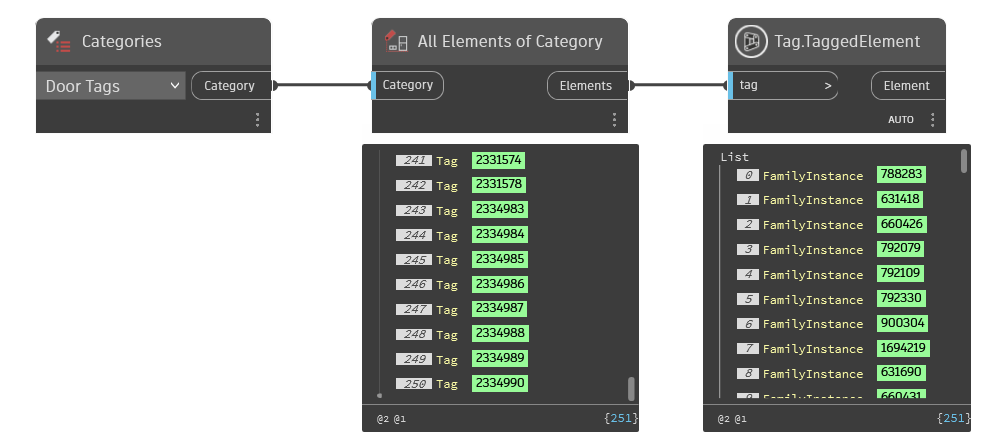 Categories
Door Tags
Category
All Elements of Category
Category
Elements
Tag.TaggedElement
tag
>
Element
AUTO
241 Tag 2331574
242 Tag 2331578
243 Tag 2334983
244 Tag 2334984
245 Tag 2334985
246 Tag 2334986
247 Tag 2334987
248 Tag 2334988
249 Tag 2334989
250 Tag 2334990
@2 @1 {251}
List
0 FamilyInstance 788283
1 FamilyInstance 631418
2 FamilyInstance 660426
3 FamilyInstance 792079
4 FamilyInstance 792109
5 FamilyInstance 792330
6 FamilyInstance 900304
7 FamilyInstance 1694219
8 FamilyInstance 631690
9 FamilyInstance 660431
@2 @1 {251}